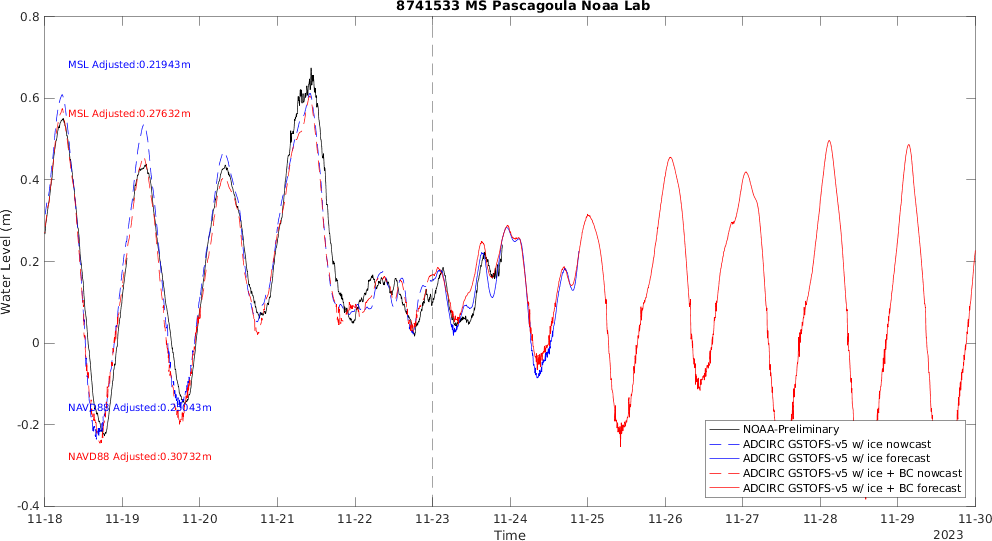 8741533 MS Pascagoula Noaa Lab
0.8
0.6
0.4
0.2
0
-0.2
-0.4
Water Level (m)
MSL Adjusted:0.21943m
MSL Adjusted:0.27632m
NAVD88 Adjusted:0.25043m
NAVD88 Adjusted:0.30732m
NOAA-Preliminary
ADCIRC GSTOFS-v5 w/ ice nowcast
ADCIRC GSTOFS-v5 w/ ice forecast
ADCIRC GSTOFS-v5 w/ ice + BC nowcast
ADCIRC GSTOFS-v5 w/ ice + BC forecast
11-18 11-19 11-20 11-21 11-22 11-23 11-24 11-25 11-26 11-27 11-28 11-29 11-30
Time
2023